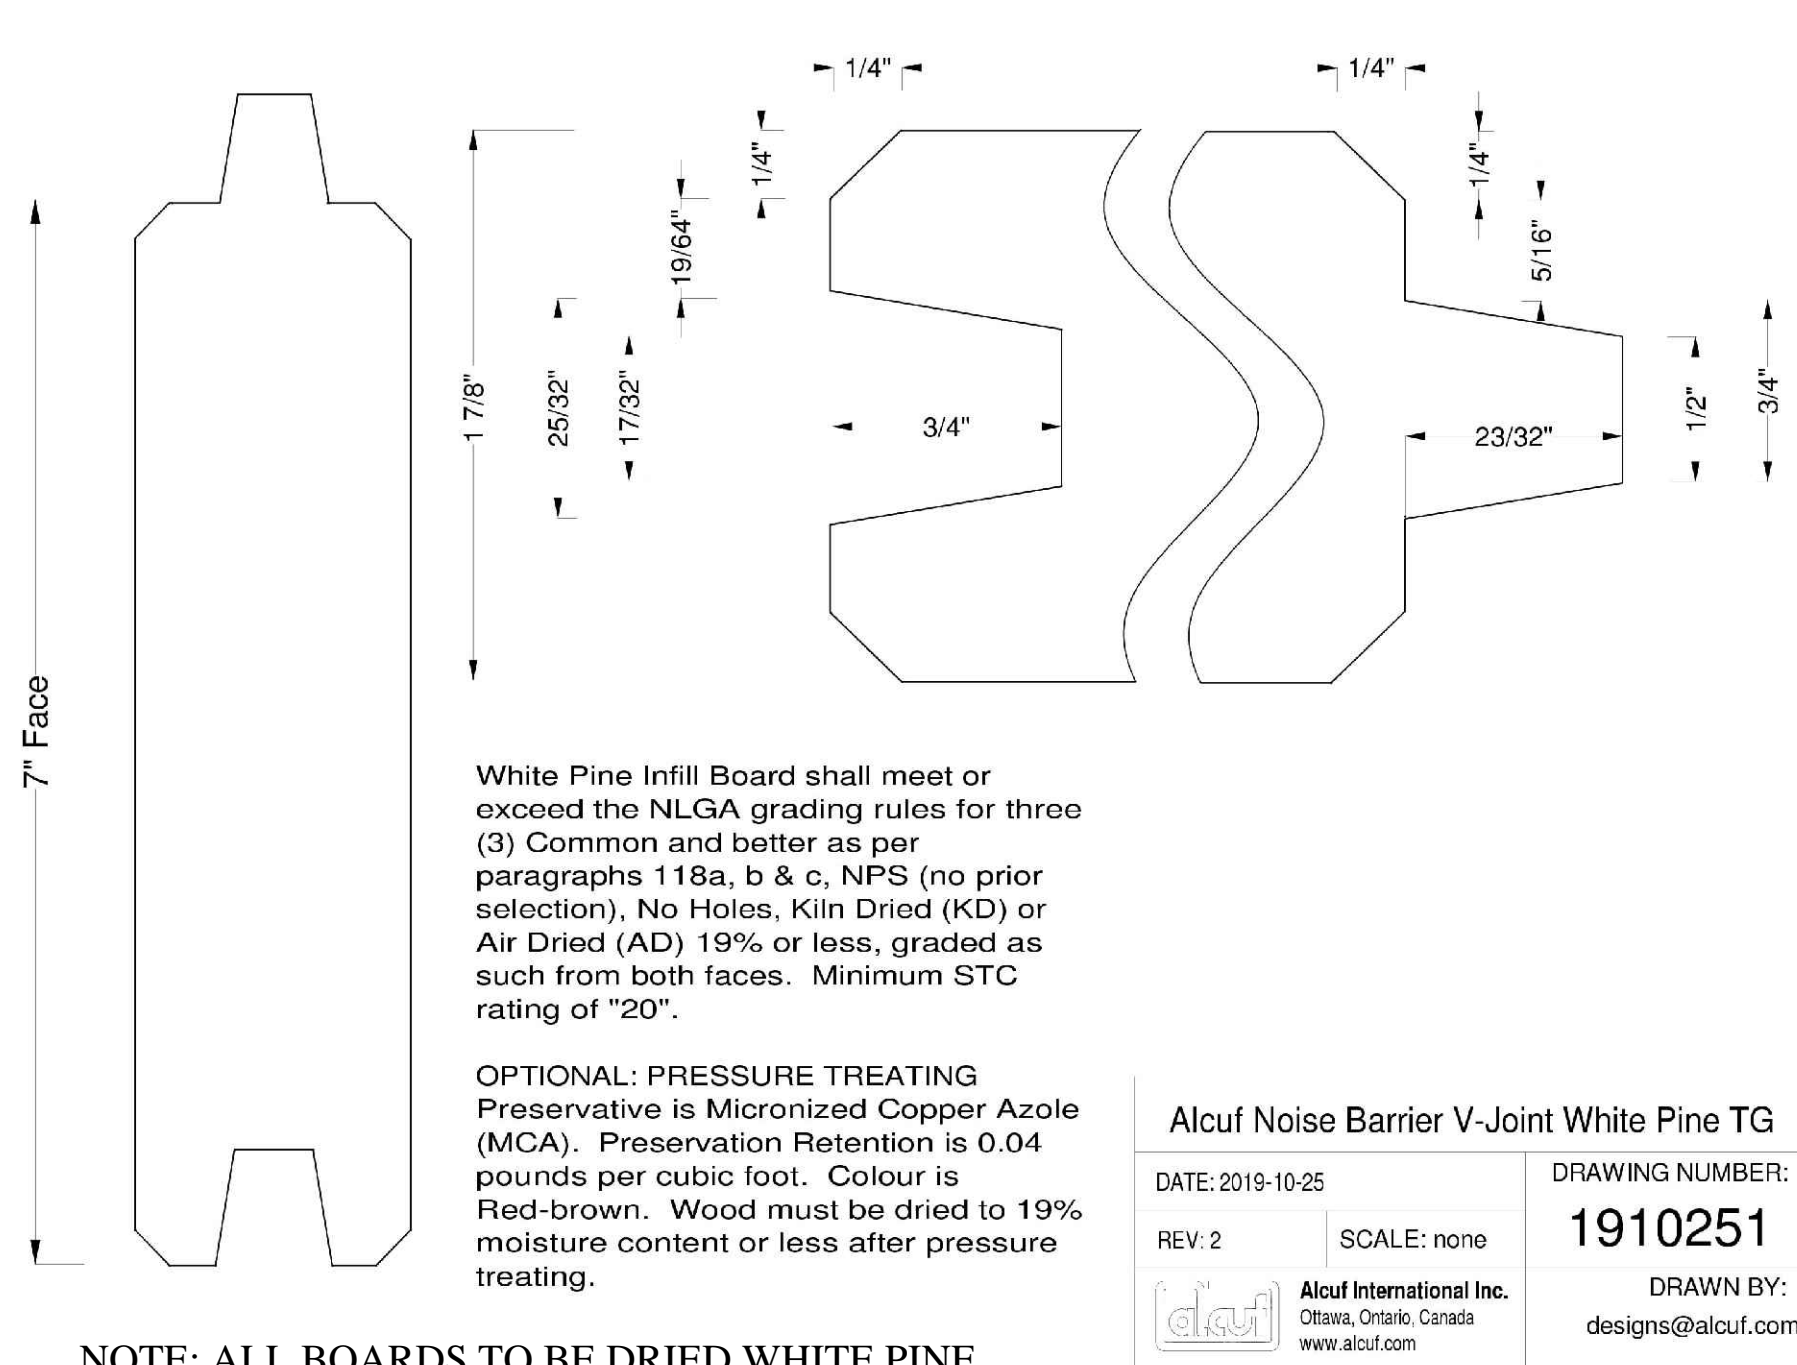 1/4"
1/4"
1/4"
1/4"
19/64"
5/16"
1 7/8"
25/32"
17/32"
3/4"
23/32"
1/2"
3/4"
7" Face
White Pine Infill Board shall meet or
exceed the NLGA grading rules for three
(3) Common and better as per
paragraphs 118a, b & c, NPS (no prior
selection), No Holes, Kiln Dried (KD) or
Air Dried (AD) 19% or less, graded as
such from both faces.  Minimum STC
rating of "20".
OPTIONAL: PRESSURE TREATING
Preservative is Micronized Copper Azole
(MCA).  Preservation Retention is 0.04
pounds per cubic foot.  Colour is
Red-brown.  Wood must be dried to 19%
moisture content or less after pressure
treating.
Alcuf Noise Barrier V-Joint White Pine TG
DATE: 2019-10-25
DRAWING NUMBER:
1910251
REV: 2
SCALE: none
DRAWN BY:
designs@alcuf.com
alcuf
Alcuf International Inc.
Ottawa, Ontario, Canada
www.alcuf.com
NOTE: ALL BOARDS TO BE DRIED WHITE PINE